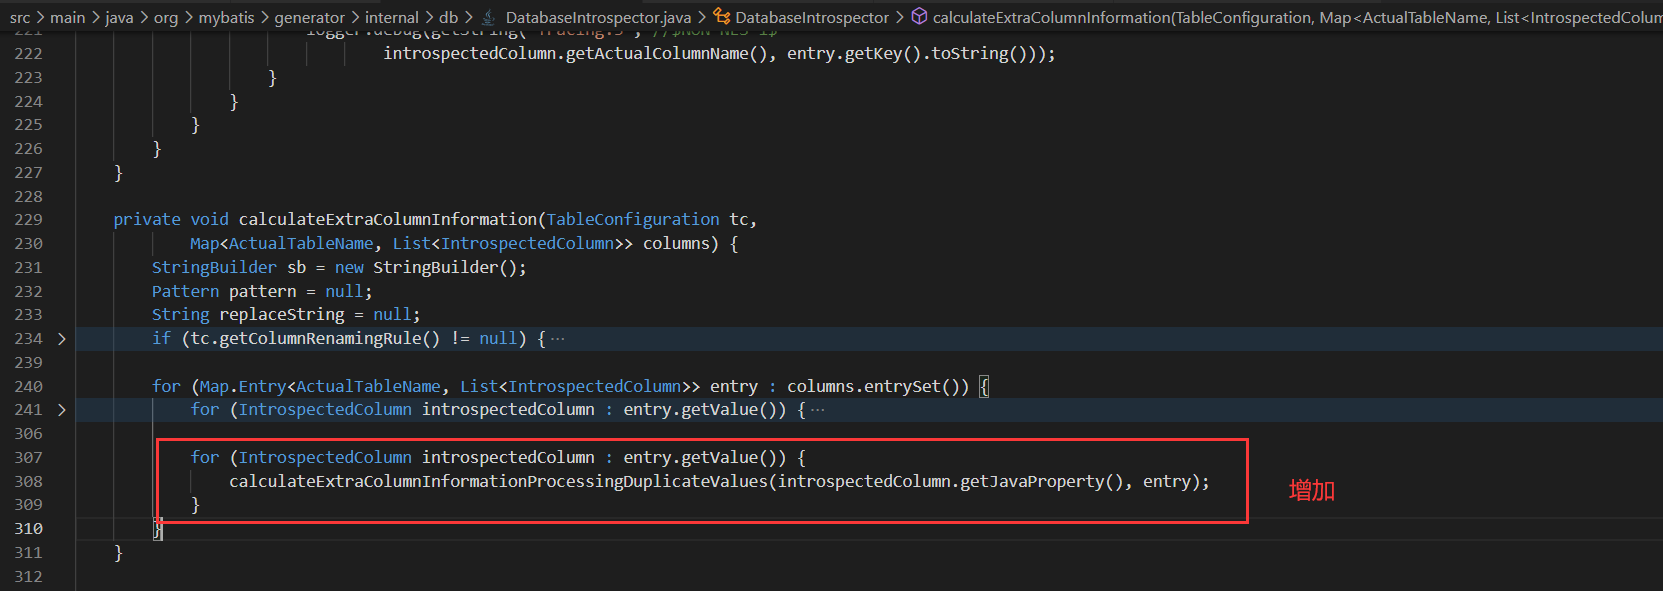 src > main > java > org > mybatis > generator > internal > db > DatabaseIntrospector.java > DatabaseIntrospector > calculateExtraColumnInformation(TableConfiguration, Map<ActualTableName, List<IntrospectedColum
221 logger.debug(getString("Tracing.3", //$NON-NLS-1$
222 introspectedColumn.getActualColumnName(), entry.getKey().toString()));
223 }
224 }
225 }
226 }
227 }
228
229 private void calculateExtraColumnInformation(TableConfiguration tc,
230 Map<ActualTableName, List<IntrospectedColumn>> columns) {
231 StringBuilder sb = new StringBuilder();
232 Pattern pattern = null;
233 String replaceString = null;
234 > if (tc.getColumnRenamingRule() != null) { ···
239
240 for (Map.Entry<ActualTableName, List<IntrospectedColumn>> entry : columns.entrySet()) {
241 > for (IntrospectedColumn introspectedColumn : entry.getValue()) { ···
306
307 for (IntrospectedColumn introspectedColumn : entry.getValue()) {
308 calculateExtraColumnInformationProcessingDuplicateValues(introspectedColumn.getJavaProperty(), entry);
309 }
增加
310 }
311 }
312